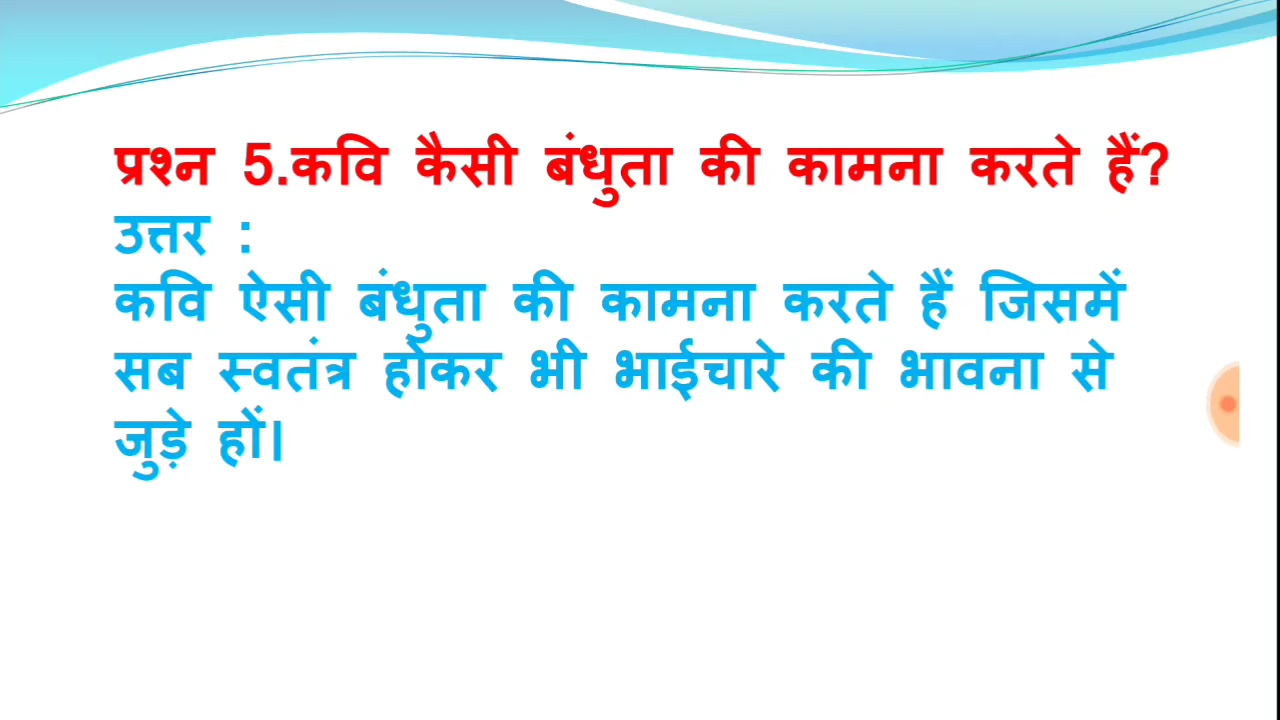 प्रश्न 5.कवि कैसी बंधुता की कामना करते हैं?
उत्तर :
कवि ऐसी बंधुता की कामना करते हैं जिसमें
सब स्वतंत्र होकर भी भाईचारे की भावना से
जुड़े हों।